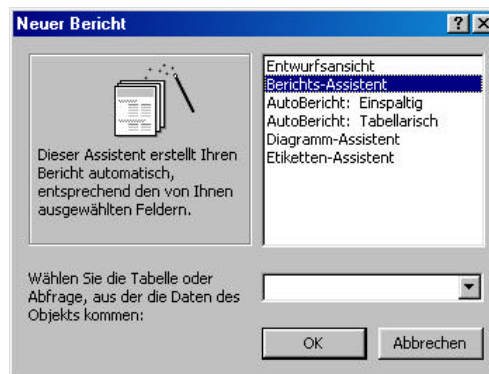 Neuer Bericht
Dieser Assistent erstellt Ihren
Bericht automatisch,
entsprechend den von Ihnen
ausgewählten Feldern.
Entwurfsansicht
Berichts-Assistent
AutoBericht: Einspaltig
AutoBericht: Tabellarisch
Diagramm-Assistent
Etiketten-Assistent
Wählen Sie die Tabelle oder
Abfrage, aus der die Daten des
Objekts kommen:
OK
Abbrechen